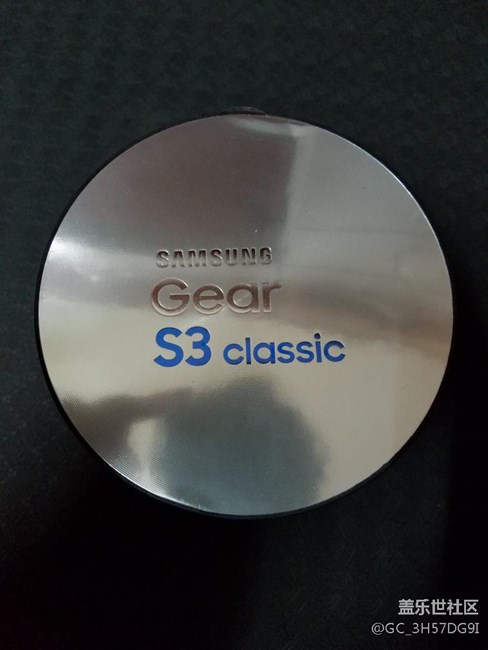 SAMSUNG
Gear
S3 classic
盖乐世社区
@GC_3H57DG9I